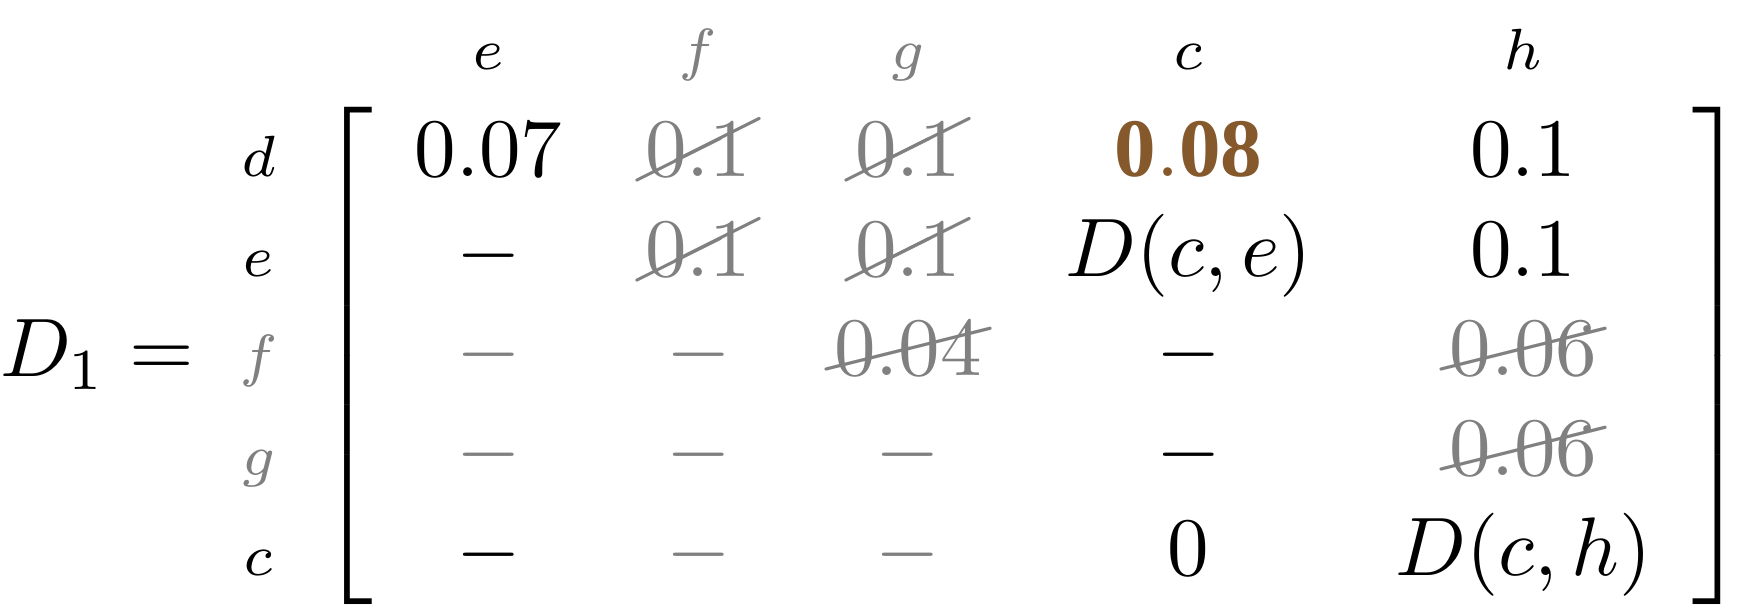 e f g c h
d 0.07 0.1 0.1 0.08 0.1
e − 0.1 0.1 D(c, e) 0.1
D₁ = f − − 0.04 − 0.06
g − − − − 0.06
c − − − 0 D(c, h)